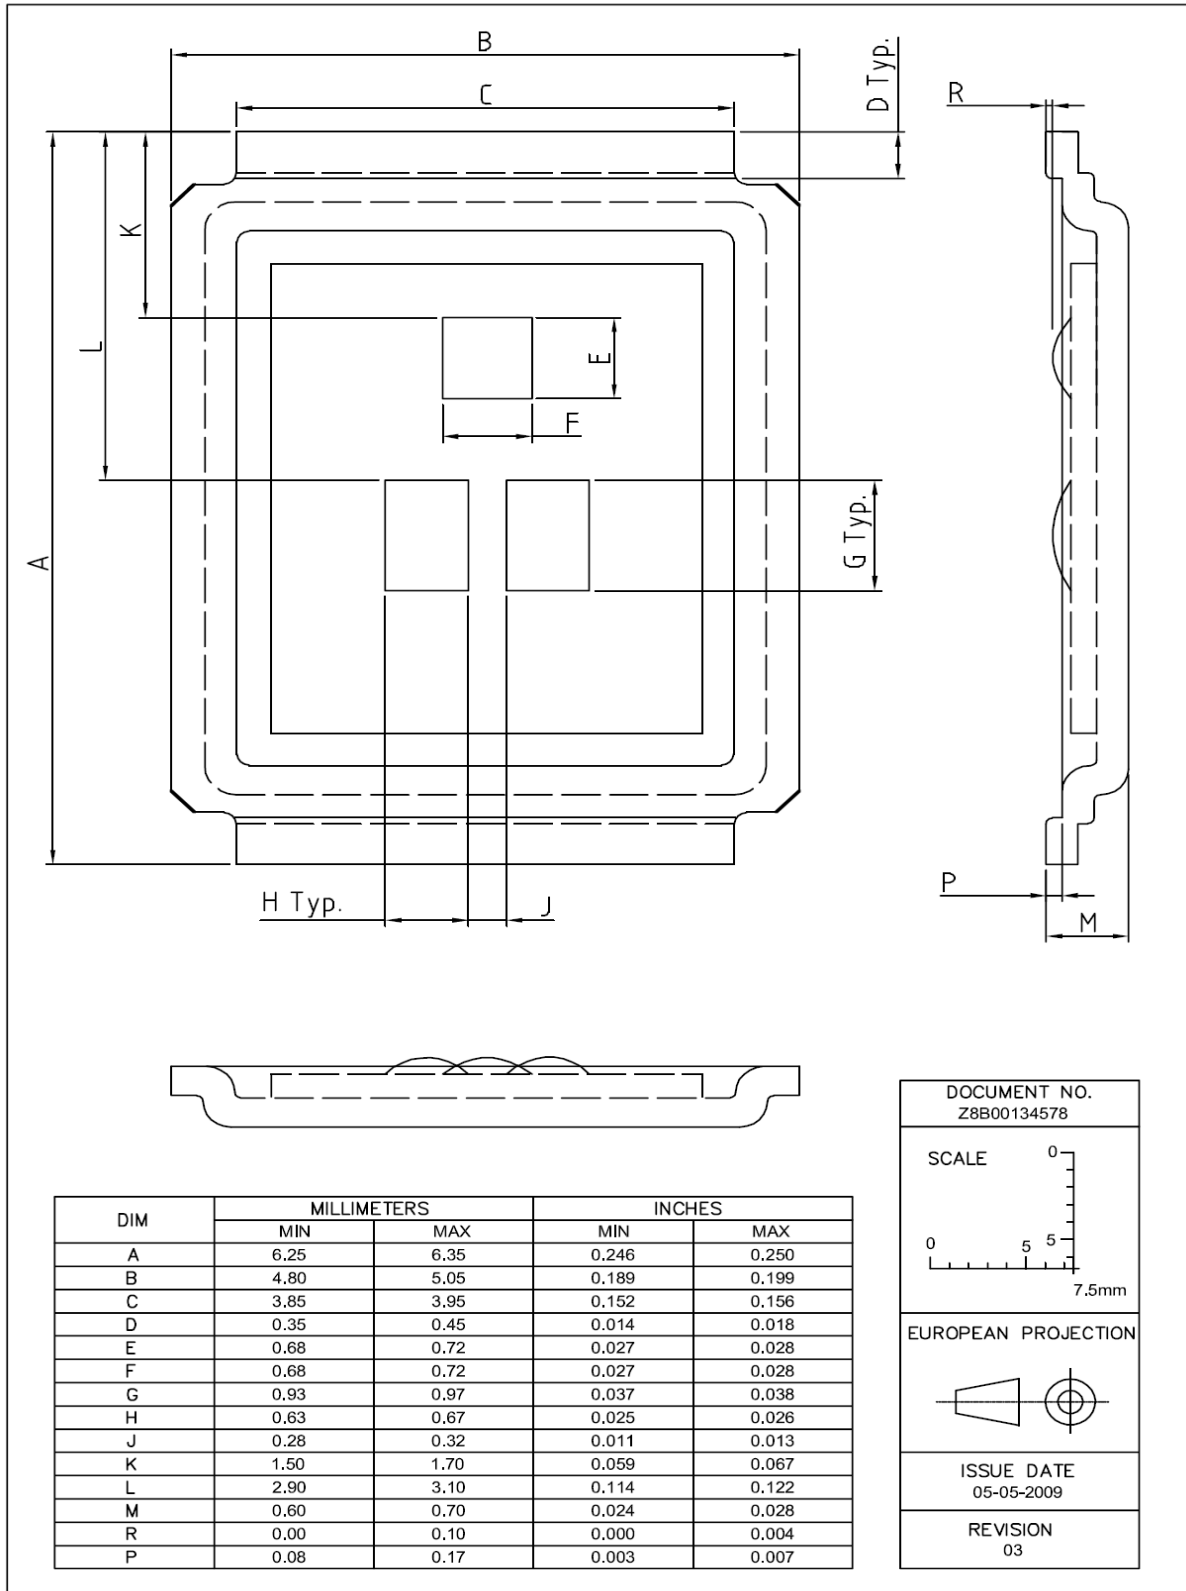 B
C
D Typ.
R
K
L
E
F
A
G Typ.
H Typ.
J
P
M
DIM MILLIMETERS INCHES
MIN MAX MIN MAX
A 6.25 6.35 0.246 0.250
B 4.80 5.05 0.189 0.199
C 3.85 3.95 0.152 0.156
D 0.35 0.45 0.014 0.018
E 0.68 0.72 0.027 0.028
F 0.68 0.72 0.027 0.028
G 0.93 0.97 0.037 0.038
H 0.63 0.67 0.025 0.026
J 0.28 0.32 0.011 0.013
K 1.50 1.70 0.059 0.067
L 2.90 3.10 0.114 0.122
M 0.60 0.70 0.024 0.028
R 0.00 0.10 0.000 0.004
P 0.08 0.17 0.003 0.007
DOCUMENT NO.
Z8B00134578
SCALE
0
0 5 5
7.5mm
EUROPEAN PROJECTION
ISSUE DATE
05-05-2009
REVISION
03